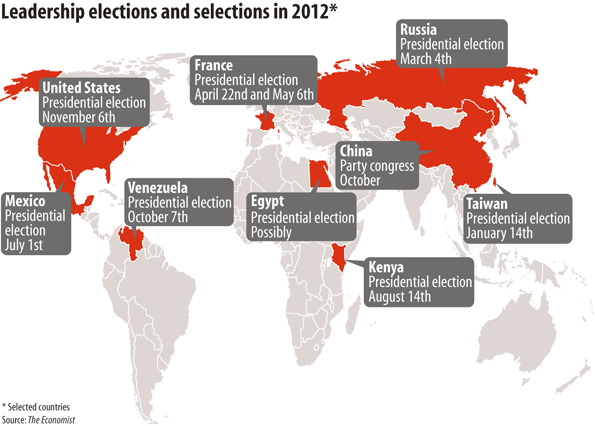 Leadership elections and selections in 2012*
Russia
Presidential election
March 4th
France
Presidential election
April 22nd and May 6th
United States
Presidential election
November 6th
China
Party congress
October
Mexico
Presidential
election
July 1st
Venezuela
Presidential election
October 7th
Egypt
Presidential election
Possibly
Taiwan
Presidential election
January 14th
Kenya
Presidential election
August 14th
* Selected countries
Source: The Economist